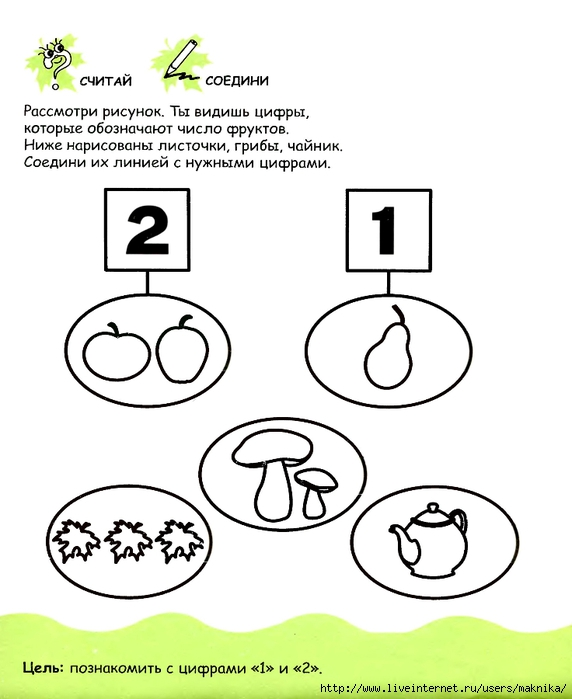 СЧИТАЙ
СОЕДИНИ
Рассмотри рисунок. Ты видишь цифры,
которые обозначают число фруктов.
Ниже нарисованы листочки, грибы, чайник.
Соедини их линией с нужными цифрами.
2
1
Цель: познакомить с цифрами «1» и «2».
http://www.liveinternet.ru/users/maknika/